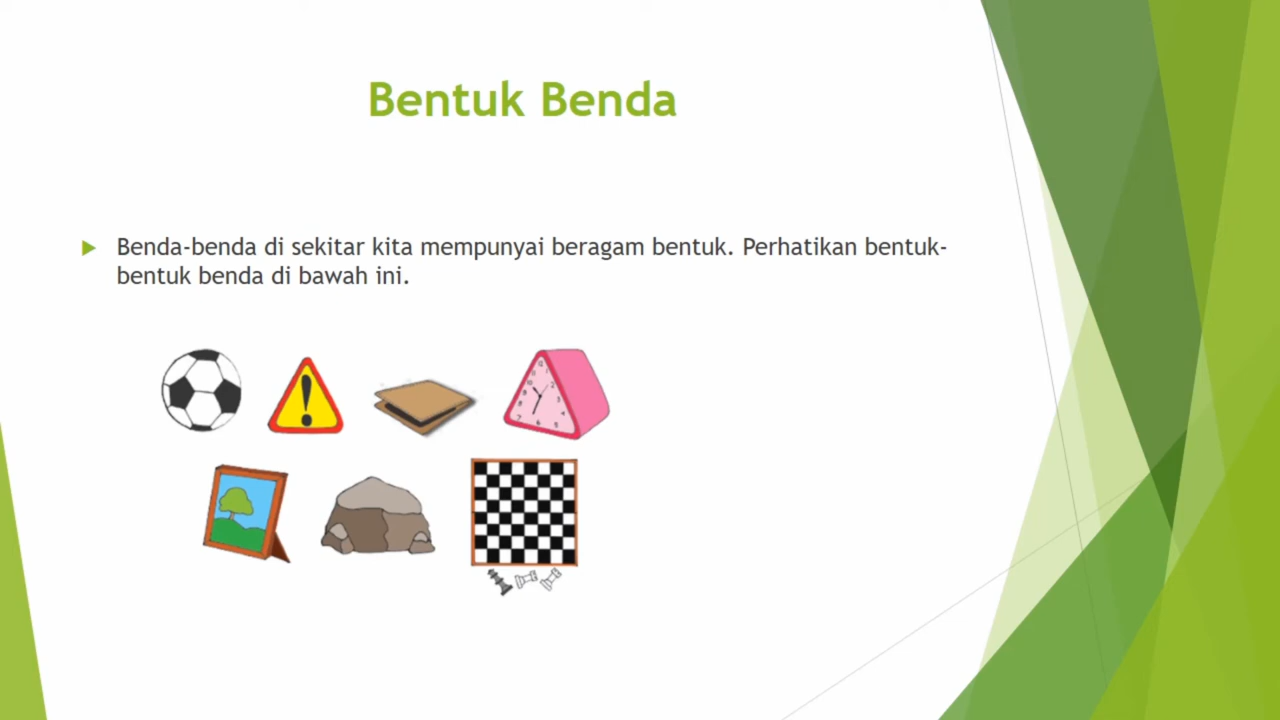 Bentuk Benda
Benda-benda di sekitar kita mempunyai beragam bentuk. Perhatikan bentuk-
bentuk benda di bawah ini.